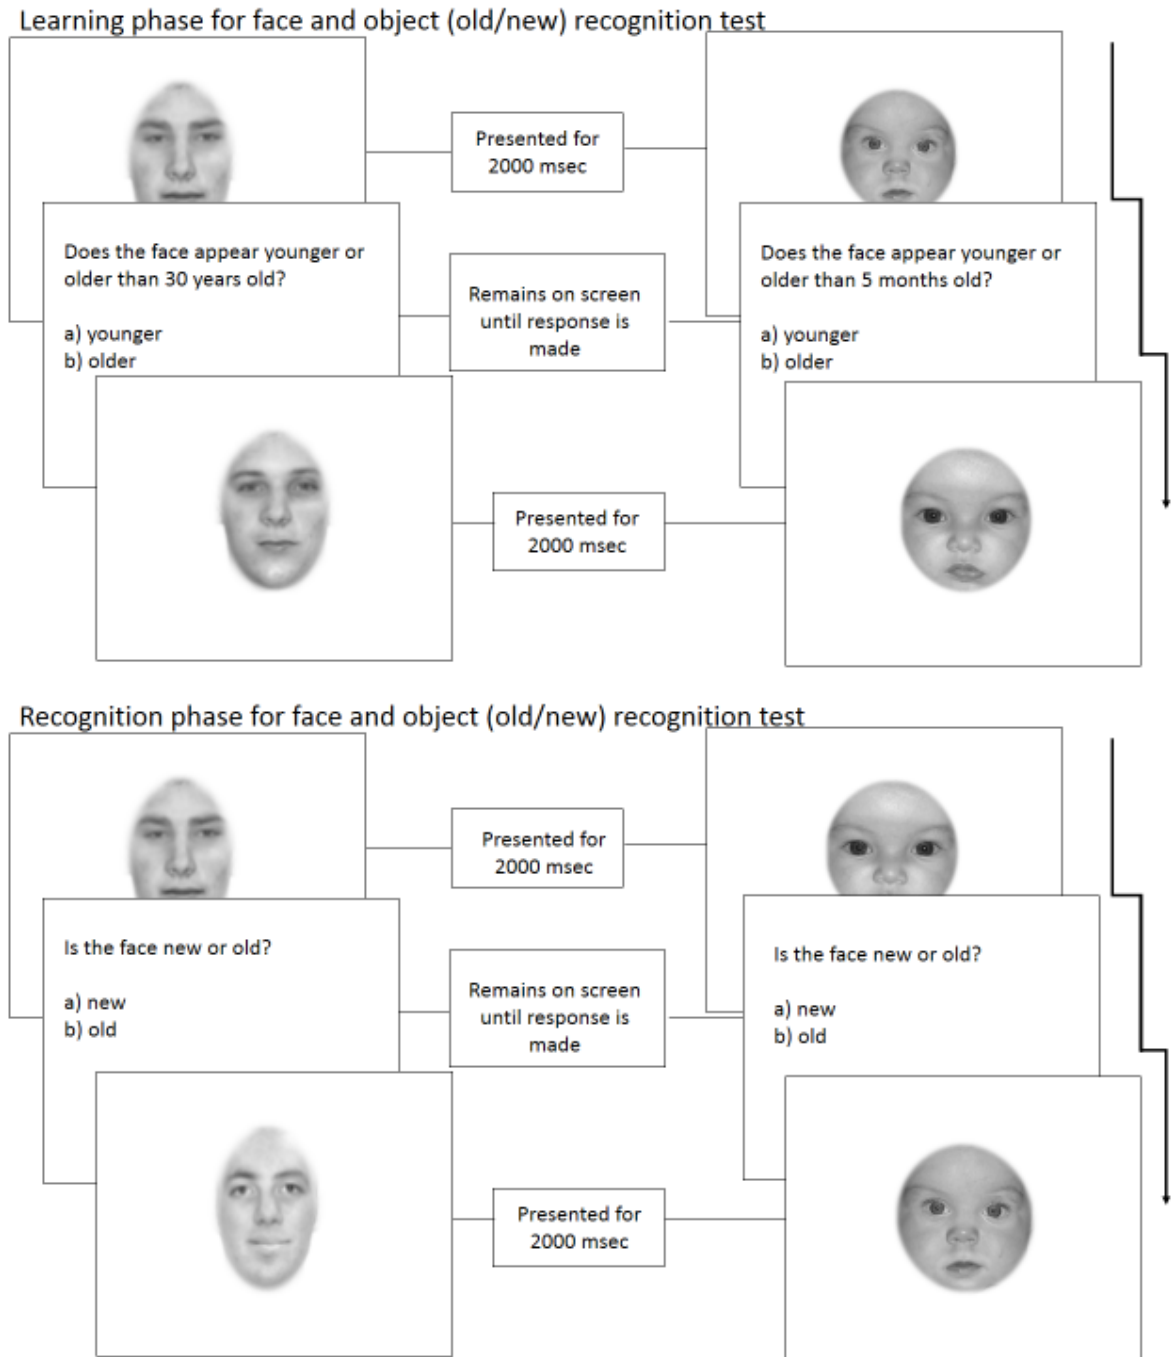 Learning phase for face and object (old/new) recognition test
Presented for
2000 msec
Does the face appear younger or
older than 30 years old?
a) younger
b) older
Remains on screen
until response is
made
Does the face appear younger or
older than 5 months old?
a) younger
b) older
Presented for
2000 msec
Recognition phase for face and object (old/new) recognition test
Presented for
2000 msec
Is the face new or old?
a) new
b) old
Remains on screen
until response is
made
Is the face new or old?
a) new
b) old
Presented for
2000 msec